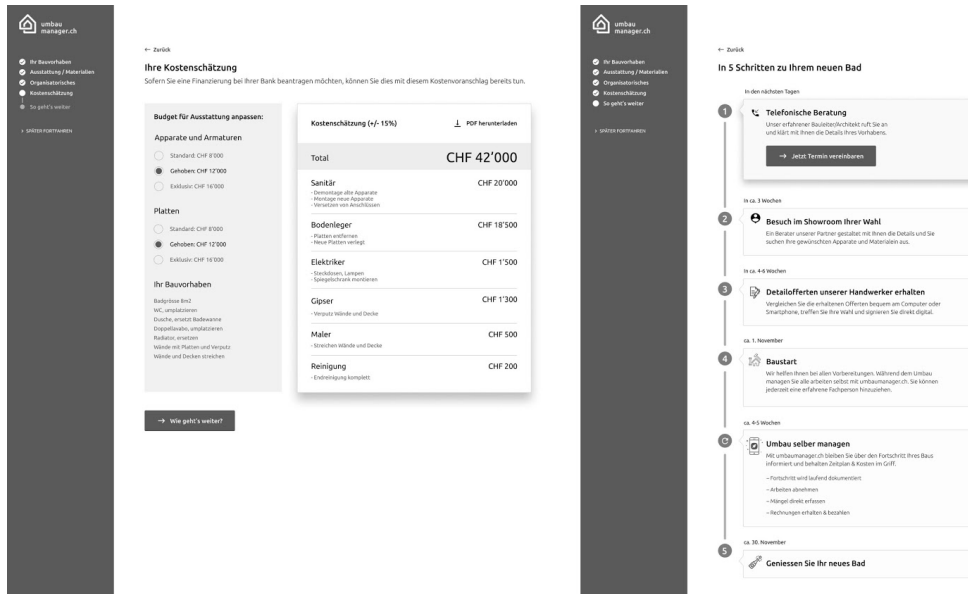 umbau
manager.ch
Ihr Bauvorhaben
Ausstattung / Materialien
Organisatorisches
Kostenschätzung
So geht's weiter
› SPÄTER FORTFAHREN
← Zurück
Ihre Kostenschätzung
Sofern Sie eine Finanzierung bei Ihrer Bank beantragen möchten, können Sie dies mit diesem Kostenvoranschlag bereits tun.
Budget für Ausstattung anpassen:
Apparate und Armaturen
Standard: CHF 8'000
Gehoben: CHF 12'000
Exklusiv: CHF 16'000
Platten
Standard: CHF 8'000
Gehoben: CHF 12'000
Exklusiv: CHF 16'000
Ihr Bauvorhaben
Badgrösse 8m2
WC, umplatzieren
Dusche, ersetzt Badewanne
Doppellavabo, umplatzieren
Radiator, ersetzen
Wände mit Platten und Verputz
Wände und Decken streichen
Kostenschätzung (+/- 15%)
PDF herunterladen
Total CHF 42'000
Sanitär CHF 20'000
- Demontage alte Apparate
- Montage neue Apparate
- Versetzen von Anschlüssen
Bodenleger CHF 18'500
- Platten entfernen
- Neue Platten verlegt
Elektriker CHF 1'500
- Steckdosen, Lampen
- Spiegelschrank montieren
Gipser CHF 1'300
- Verputz Wände und Decke
Maler CHF 500
- Streichen Wände und Decke
Reinigung CHF 200
- Endreinigung komplett
→ Wie geht's weiter?
umbau
manager.ch
Ihr Bauvorhaben
Ausstattung / Materialien
Organisatorisches
Kostenschätzung
So geht's weiter
› SPÄTER FORTFAHREN
← Zurück
In 5 Schritten zu Ihrem neuen Bad
In den nächsten Tagen
1
Telefonische Beratung
Unser erfahrener Bauleiter/Architekt ruft Sie an
und klärt mit Ihnen die Details Ihres Vorhabens.
→ Jetzt Termin vereinbaren
In ca. 3 Wochen
2
Besuch im Showroom Ihrer Wahl
Ein Berater unserer Partner gestaltet mit Ihnen die Details und Sie
suchen Ihre gewünschten Apparate und Materialein aus.
In ca. 4-6 Wochen
3
Detailofferten unserer Handwerker erhalten
Vergleichen Sie die erhaltenen Offerten bequem am Computer oder
Smartphone, treffen Sie Ihre Wahl und signieren Sie direkt digital.
ca. 1. November
4
Baustart
Wir helfen Ihnen bei allen Vorbereitungen. Während dem Umbau
managen Sie alle arbeiten selbst mit umbaumanager.ch. Sie können
jederzeit eine erfahrene Fachperson hinzuziehen.
ca. 4-5 Wochen
Umbau selber managen
Mit umbaumanager.ch bleiben Sie über den Fortschritt Ihres Baus
informiert und behalten Zeitplan & Kosten im Griff.
– Fortschritt wird laufend dokumentiert
– Arbeiten abnehmen
– Mängel direkt erfassen
– Rechnungen erhalten & bezahlen
ca. 30. November
5
Geniessen Sie Ihr neues Bad